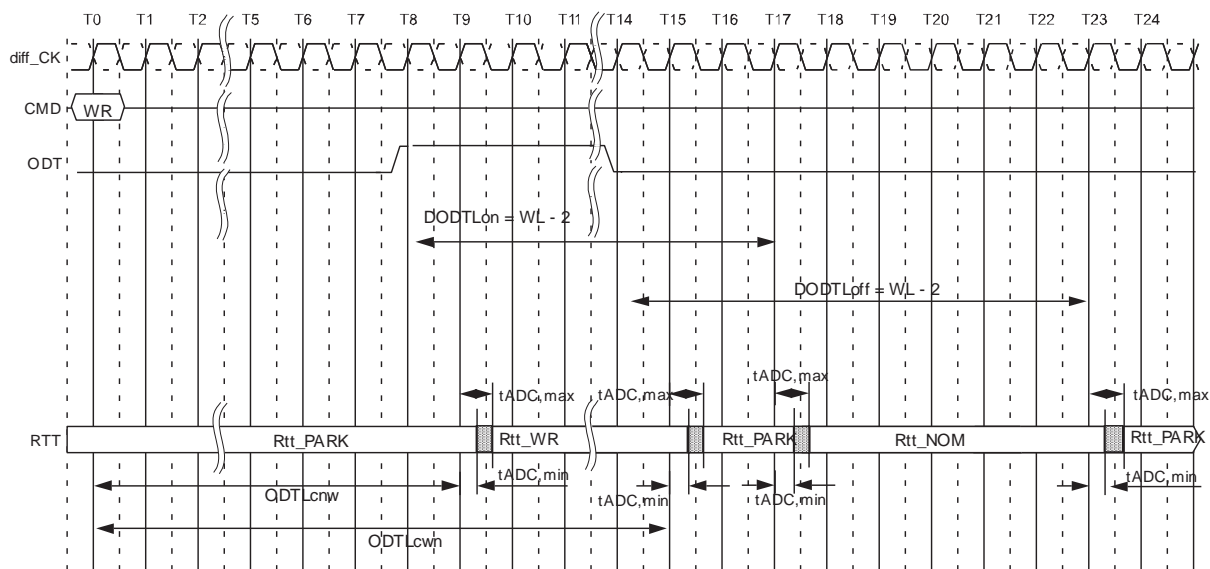 T0 T1 T2 T5 T6 T7 T8 T9 T10 T11 T14 T15 T16 T17 T18 T19 T20 T21 T22 T23 T24
diff_CK
CMD WR
ODT
DODTLon = WL - 2
DODTLoff = WL - 2
tADC,max
tADC,max tADC,max tADC,max
RTT Rtt_PARK Rtt_WR Rtt_PARK Rtt_NOM Rtt_PARK
tADC,min tADC,min
ODTLcnw tADC,min tADC,min
ODTLcwn